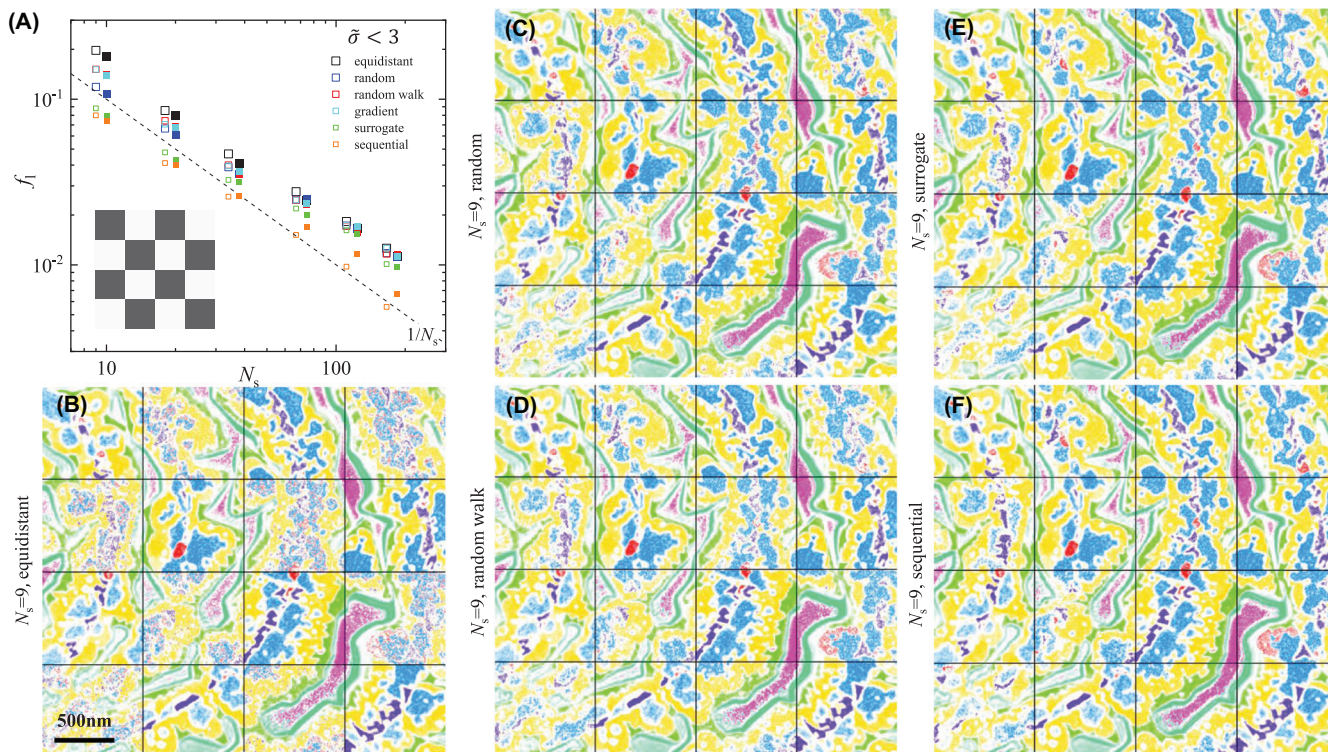 (A)
σ̃ < 3
equidistant
random
random walk
gradient
surrogate
sequential
10⁻¹
10⁻²
fₗ
1/Nₛ
10
100
Nₛ
(B)
Nₛ=9, equidistant
500nm
(C)
Nₛ=9, random
(D)
Nₛ=9, random walk
(E)
Nₛ=9, surrogate
(F)
Nₛ=9, sequential